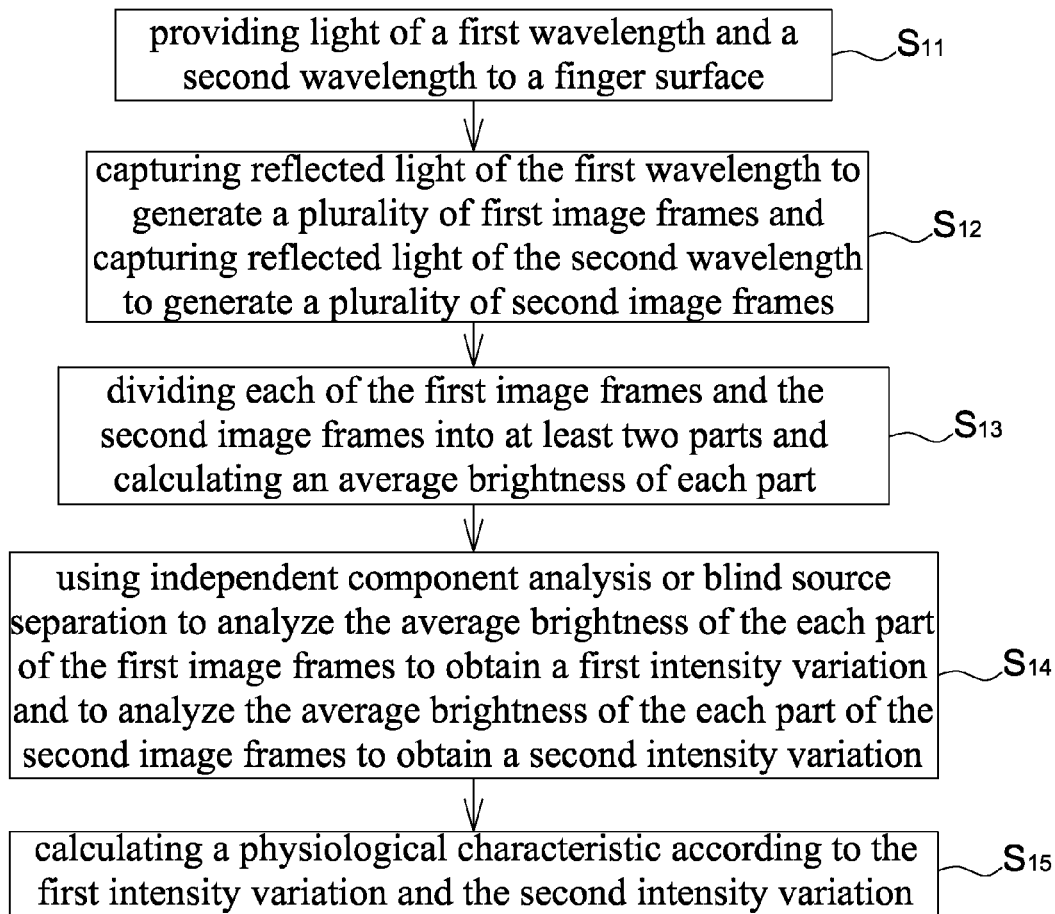 providing light of a first wavelength and a
second wavelength to a finger surface
S11
capturing reflected light of the first wavelength to
generate a plurality of first image frames and
capturing reflected light of the second wavelength
to generate a plurality of second image frames
S12
dividing each of the first image frames and the
second image frames into at least two parts and
calculating an average brightness of each part
S13
using independent component analysis or blind source
separation to analyze the average brightness of the each part
of the first image frames to obtain a first intensity variation
and to analyze the average brightness of the each part of the
second image frames to obtain a second intensity variation
S14
calculating a physiological characteristic according to the
first intensity variation and the second intensity variation
S15